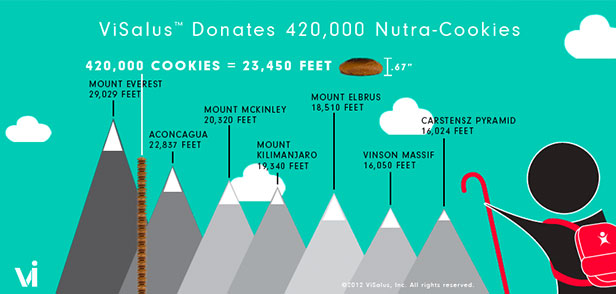 ViSalus™ Donates 420,000 Nutra-Cookies
420,000 COOKIES = 23,450 FEET
.67"
MOUNT EVEREST
29,029 FEET
ACONCAGUA
22,837 FEET
MOUNT MCKINLEY
20,320 FEET
MOUNT
KILIMANJARO
19,340 FEET
MOUNT ELBRUS
18,510 FEET
VINSON MASSIF
16,050 FEET
CARSTENSZ PYRAMID
16,024 FEET
vi
©2012 ViSalus, Inc. All rights reserved.